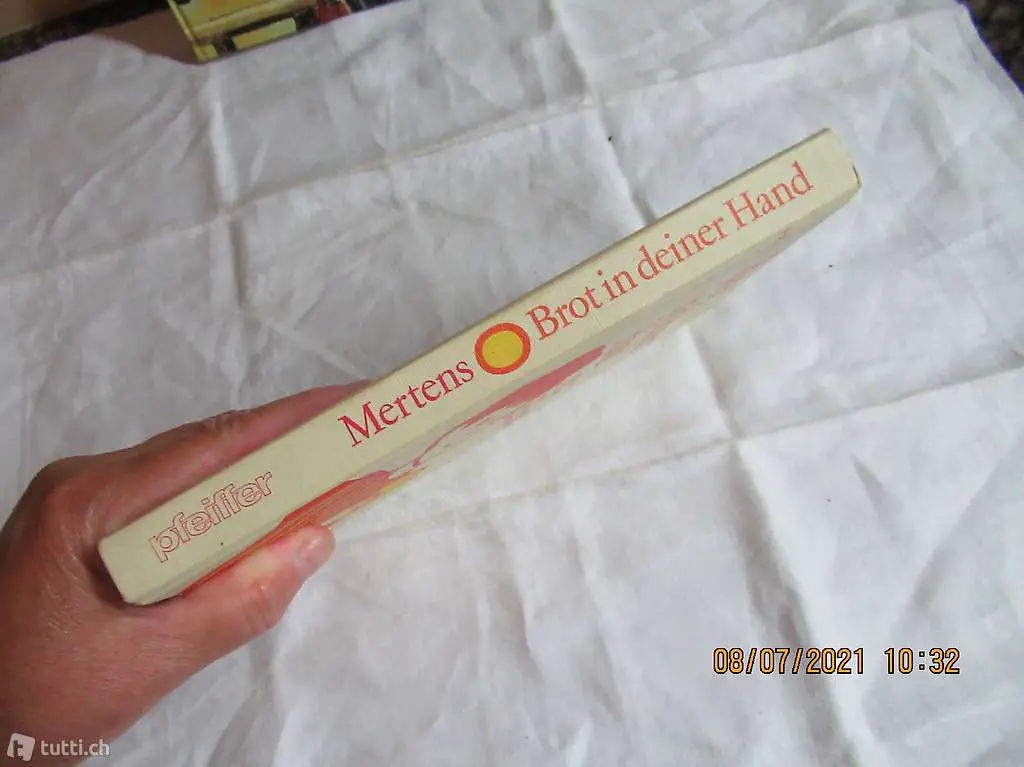 pfeiffer Mertens Brot in deiner Hand
08/07/2021 10:32
tutti.ch